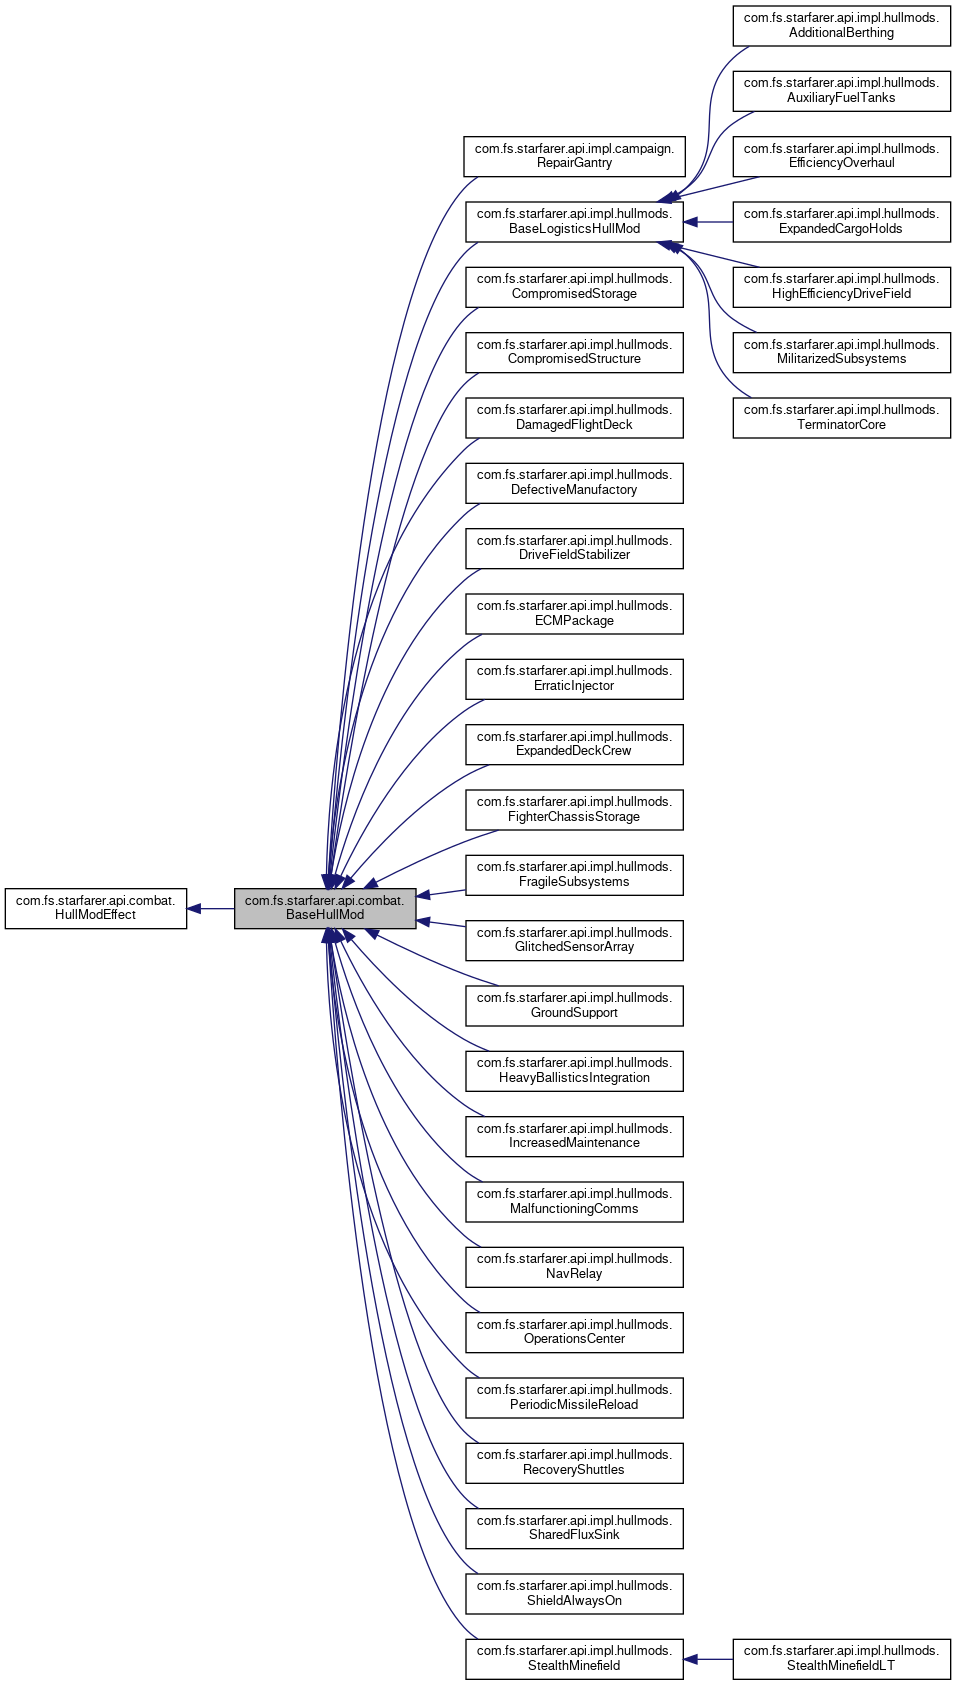 com.fs.starfarer.api.combat.
HullModEffect
com.fs.starfarer.api.combat.
BaseHullMod
com.fs.starfarer.api.impl.campaign.
RepairGantry
com.fs.starfarer.api.impl.hullmods.
BaseLogisticsHullMod
com.fs.starfarer.api.impl.hullmods.
CompromisedStorage
com.fs.starfarer.api.impl.hullmods.
CompromisedStructure
com.fs.starfarer.api.impl.hullmods.
DamagedFlightDeck
com.fs.starfarer.api.impl.hullmods.
DefectiveManufactory
com.fs.starfarer.api.impl.hullmods.
DriveFieldStabilizer
com.fs.starfarer.api.impl.hullmods.
ECMPackage
com.fs.starfarer.api.impl.hullmods.
ErraticInjector
com.fs.starfarer.api.impl.hullmods.
ExpandedDeckCrew
com.fs.starfarer.api.impl.hullmods.
FighterChassisStorage
com.fs.starfarer.api.impl.hullmods.
FragileSubsystems
com.fs.starfarer.api.impl.hullmods.
GlitchedSensorArray
com.fs.starfarer.api.impl.hullmods.
GroundSupport
com.fs.starfarer.api.impl.hullmods.
HeavyBallisticsIntegration
com.fs.starfarer.api.impl.hullmods.
IncreasedMaintenance
com.fs.starfarer.api.impl.hullmods.
MalfunctioningComms
com.fs.starfarer.api.impl.hullmods.
NavRelay
com.fs.starfarer.api.impl.hullmods.
OperationsCenter
com.fs.starfarer.api.impl.hullmods.
PeriodicMissileReload
com.fs.starfarer.api.impl.hullmods.
RecoveryShuttles
com.fs.starfarer.api.impl.hullmods.
SharedFluxSink
com.fs.starfarer.api.impl.hullmods.
ShieldAlwaysOn
com.fs.starfarer.api.impl.hullmods.
StealthMinefield
com.fs.starfarer.api.impl.hullmods.
AdditionalBerthing
com.fs.starfarer.api.impl.hullmods.
AuxiliaryFuelTanks
com.fs.starfarer.api.impl.hullmods.
EfficiencyOverhaul
com.fs.starfarer.api.impl.hullmods.
ExpandedCargoHolds
com.fs.starfarer.api.impl.hullmods.
HighEfficiencyDriveField
com.fs.starfarer.api.impl.hullmods.
MilitarizedSubsystems
com.fs.starfarer.api.impl.hullmods.
TerminatorCore
com.fs.starfarer.api.impl.hullmods.
StealthMinefieldLT